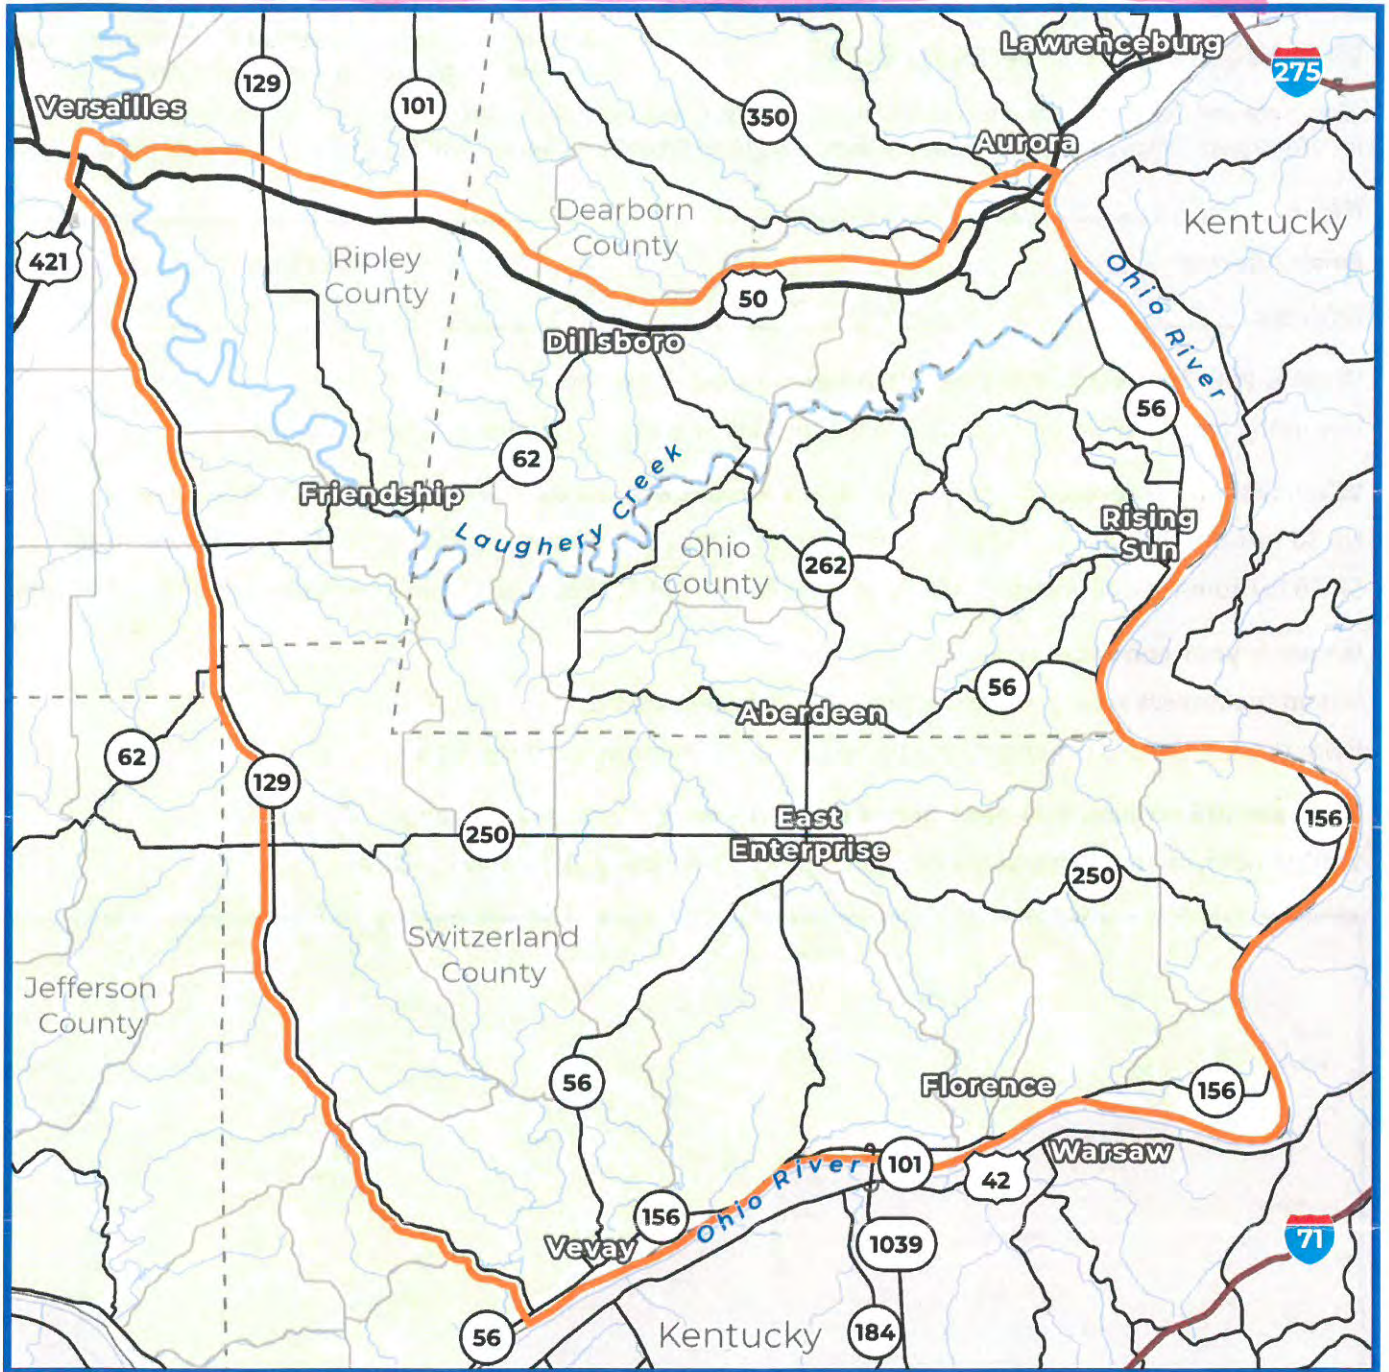 Lawrenceburg
275
129
101
Versailles
350
Aurora
Dearborn
County
Kentucky
421
Ripley
County
50
Ohio River
Dillsboro
56
62
Friendship
Laughery Creek
Rising
Sun
Ohio
County
262
56
Aberdeen
62
129
156
250
East
Enterprise
250
Switzerland
County
Jefferson
County
56
Florence
156
Warsaw
101
42
Ohio River
156
Vevay
1039
71
56
Kentucky
184